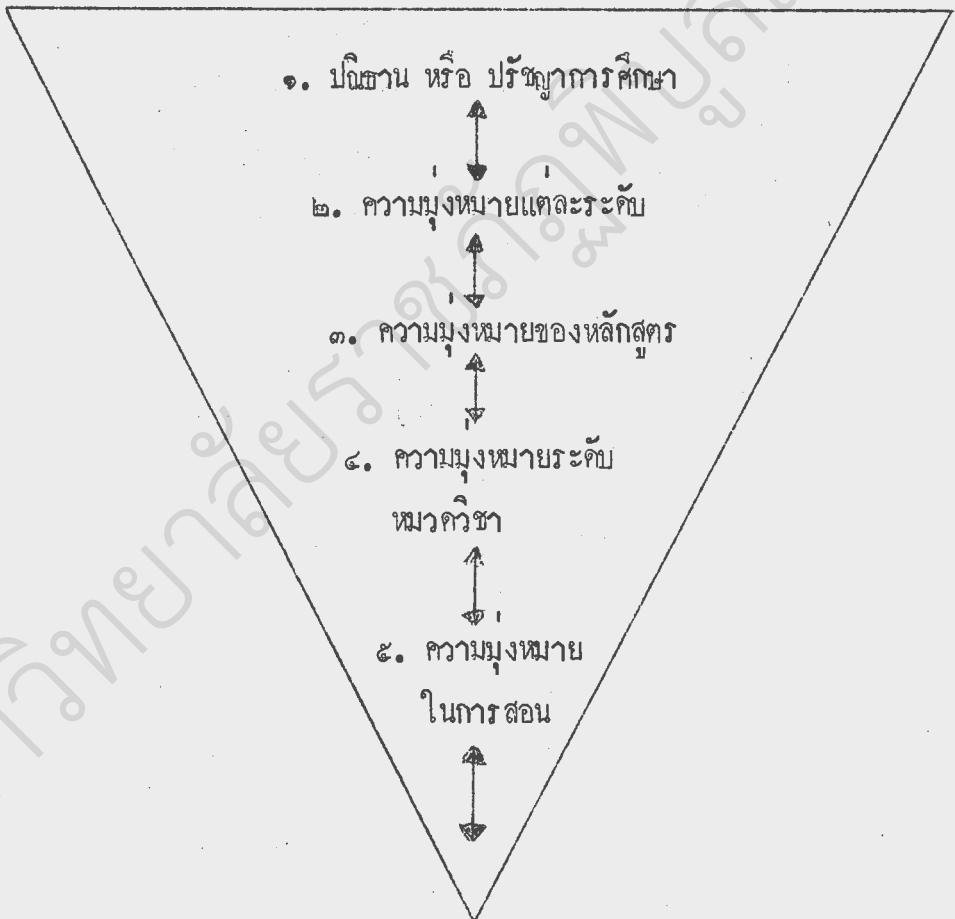 ๑. ปณิธาน หรือ ปรัชญาการศึกษา
๒. ความมุ่งหมายแต่ละระดับ
๓. ความมุ่งหมายของหลักสูตร
๔. ความมุ่งหมายระดับ
หมวดวิชา
๕. ความมุ่งหมาย
ในการสอน